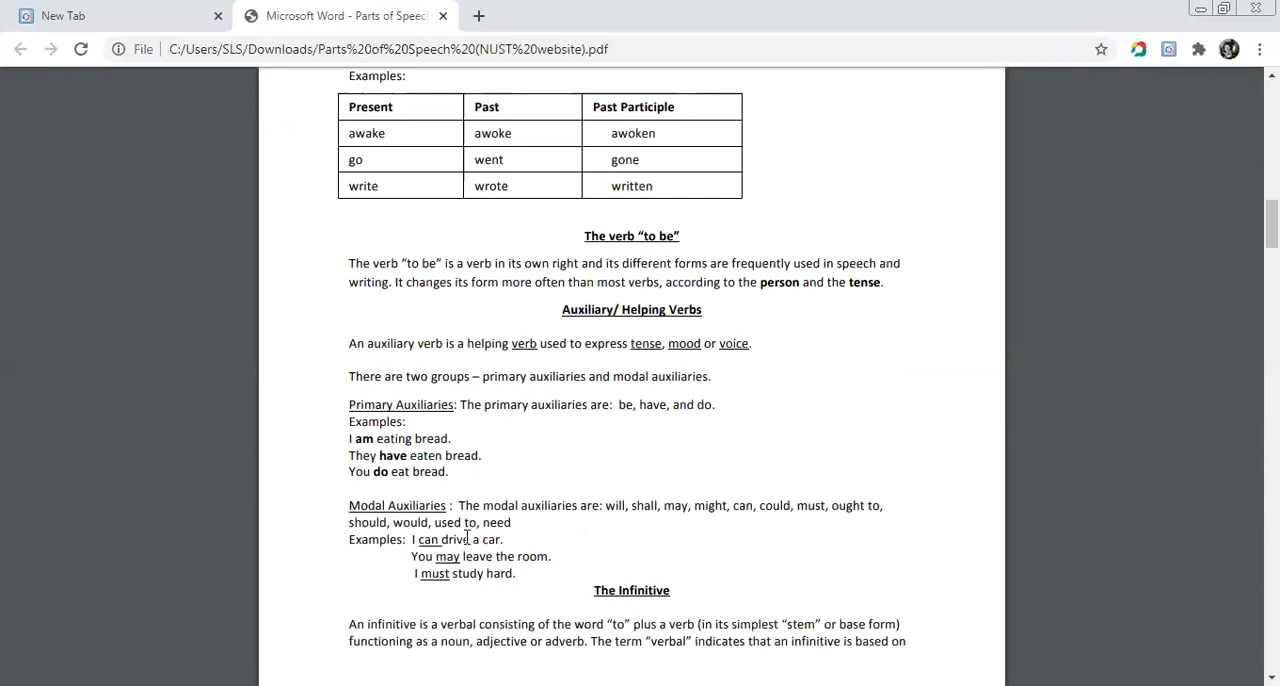 New Tab
Microsoft Word - Parts of Speec
File
C:/Users/SLS/Downloads/Parts%20of%20Speech%20(NUST%20website).pdf
Examples:
Present Past Past Participle
awake awoke awoken
go went gone
write wrote written
The verb “to be”
The verb “to be” is a verb in its own right and its different forms are frequently used in speech and
writing. It changes its form more often than most verbs, according to the person and the tense.
Auxiliary/ Helping Verbs
An auxiliary verb is a helping verb used to express tense, mood or voice.
There are two groups – primary auxiliaries and modal auxiliaries.
Primary Auxiliaries: The primary auxiliaries are: be, have, and do.
Examples:
I am eating bread.
They have eaten bread.
You do eat bread.
Modal Auxiliaries : The modal auxiliaries are: will, shall, may, might, can, could, must, ought to,
should, would, used to, need
Examples: I can drive a car.
You may leave the room.
I must study hard.
The Infinitive
An infinitive is a verbal consisting of the word “to” plus a verb (in its simplest “stem” or base form)
functioning as a noun, adjective or adverb. The term “verbal” indicates that an infinitive is based on